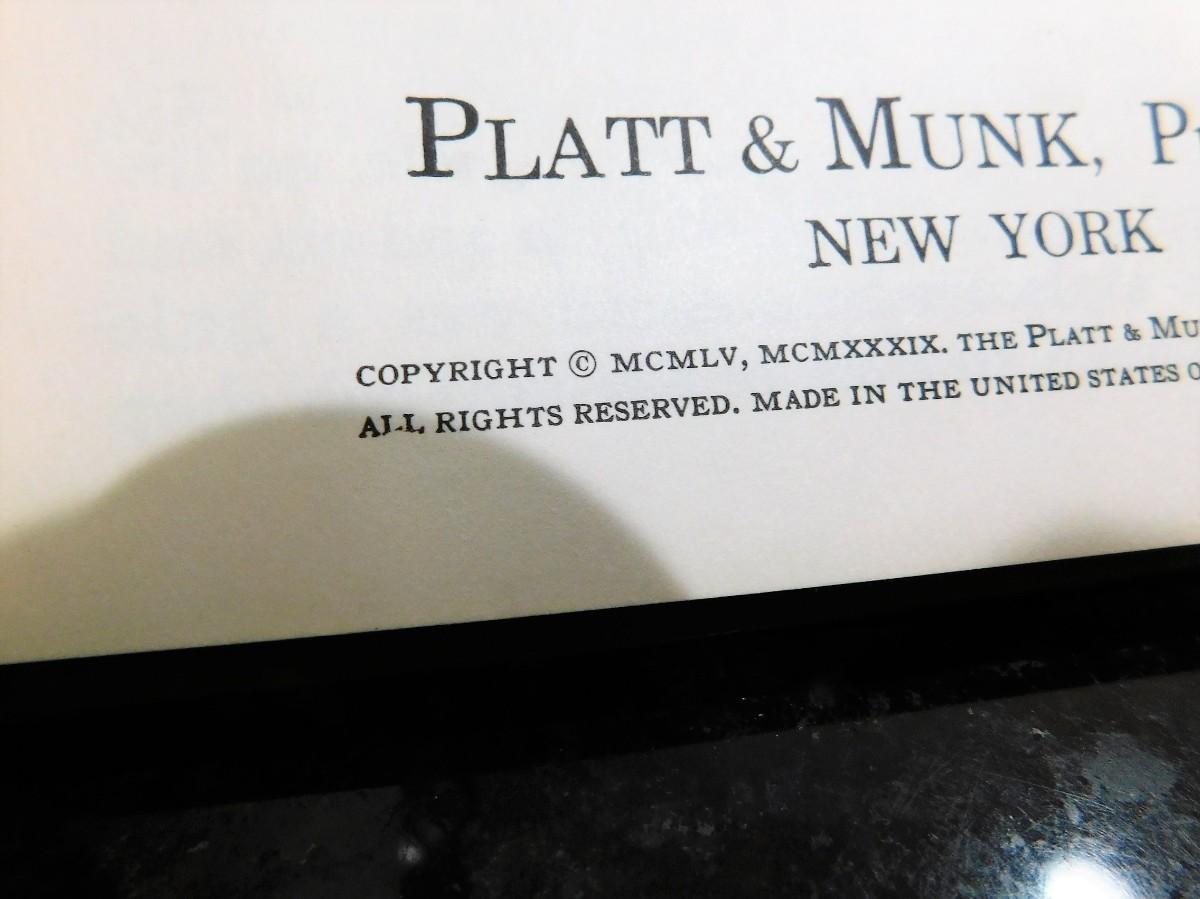 PLATT & MUNK,
NEW YORK
COPYRIGHT © MCMLV, MCMXXXIX. THE PLATT &
ALL RIGHTS RESERVED. MADE IN THE UNITED STATES